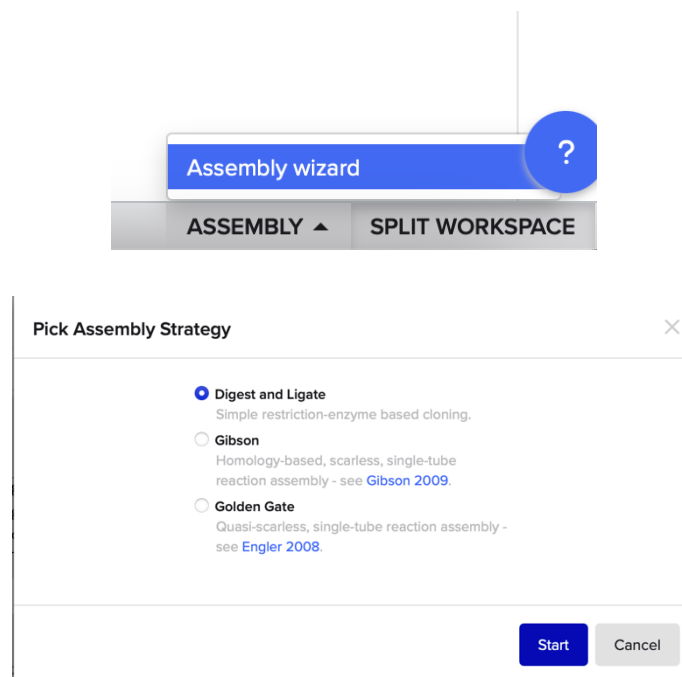 Assembly wizard
?
ASSEMBLY ▲ SPLIT WORKSPACE
Pick Assembly Strategy
Digest and Ligate
Simple restriction-enzyme based cloning.
Gibson
Homology-based, scarless, single-tube
reaction assembly - see Gibson 2009.
Golden Gate
Quasi-scarless, single-tube reaction assembly -
see Engler 2008.
Start Cancel